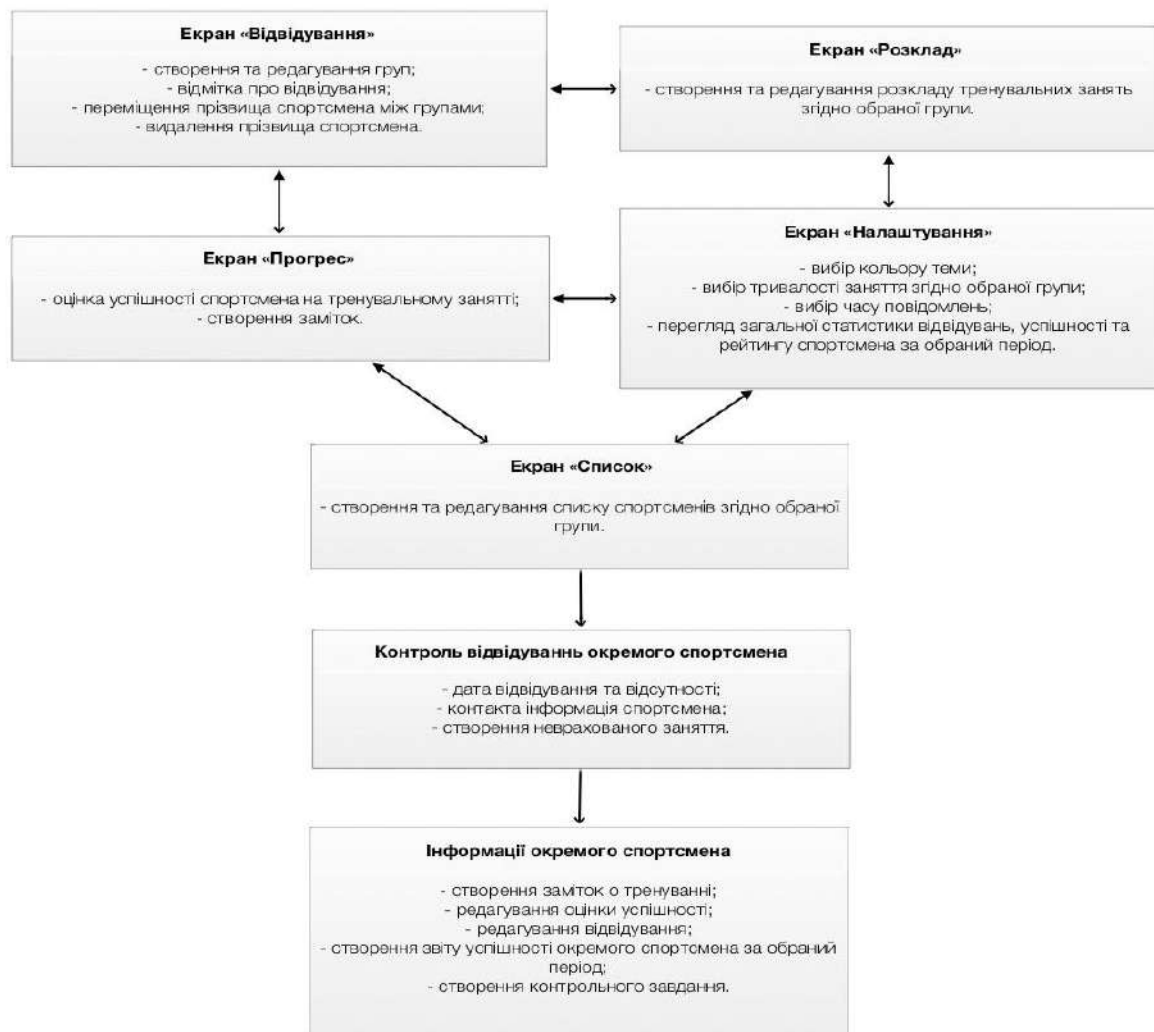 Екран «Відвідування»
- створення та редагування груп;
- відмітка про відвідування;
- переміщення прізвища спортсмена між групами;
- видалення прізвища спортсмена.
Екран «Розклад»
- створення та редагування розкладу тренувальних занять
згідно обраної групи.
Екран «Прогрес»
- оцінка успішності спортсмена на тренувальному занятті;
- створення заміток.
Екран «Налаштування»
- вибір кольору теми;
- вибір тривалості заняття згідно обраної групи;
- вибір часу повідомлень;
- перегляд загальної статистики відвідувань, успішності та
рейтингу спортсмена за обраний період.
Екран «Список»
- створення та редагування списку спортсменів згідно обраної
групи.
Контроль відвідуваннь окремого спортсмена
- дата відвідування та відсутності;
- контакта інформація спортсмена;
- створення неврахованого заняття.
Інформації окремого спортсмена
- створення заміток о тренуванні;
- редагування оцінки успішності;
- редагування відвідування;
- створення звіту успішності окремого спортсмена за обраний
період;
- створення контрольного завдання.